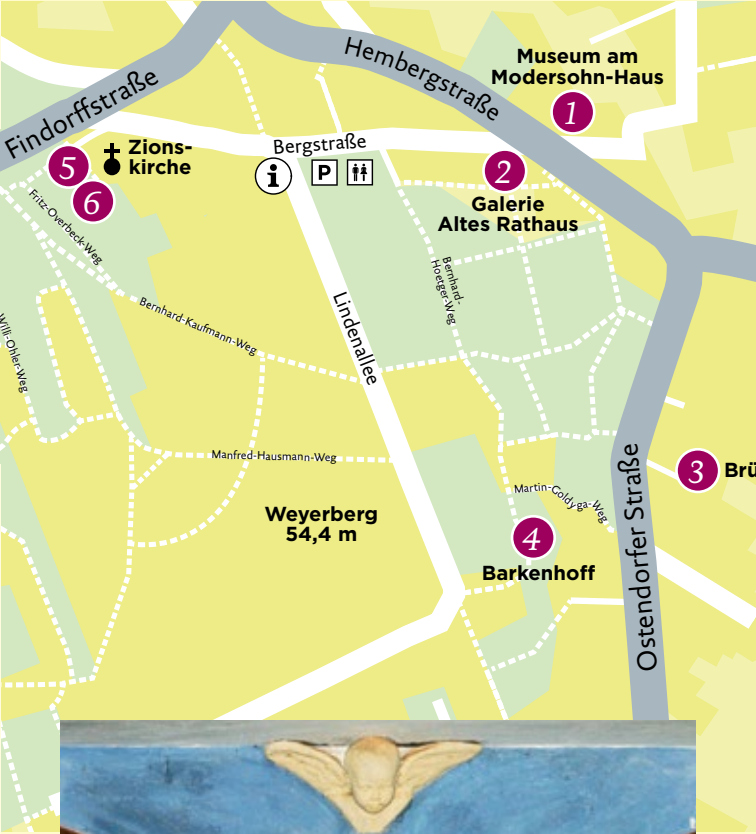 Hembergstraße
Museum am
Modersohn-Haus
1
Findorffstraße
Zions-
kirche
Bergstraße
i
P
2
5
6
Galerie
Altes Rathaus
Fritz-Overbeck-Weg
Bernhard-
Hoetger-Weg
Bernhard-Kaufmann-Weg
Lindenallee
Willi-Ohler-Weg
Manfred-Hausmann-Weg
3
Brü
Ostendorfer Straße
Martin-Goldyga-Weg
Weyerberg
54,4 m
4
Barkenhoff